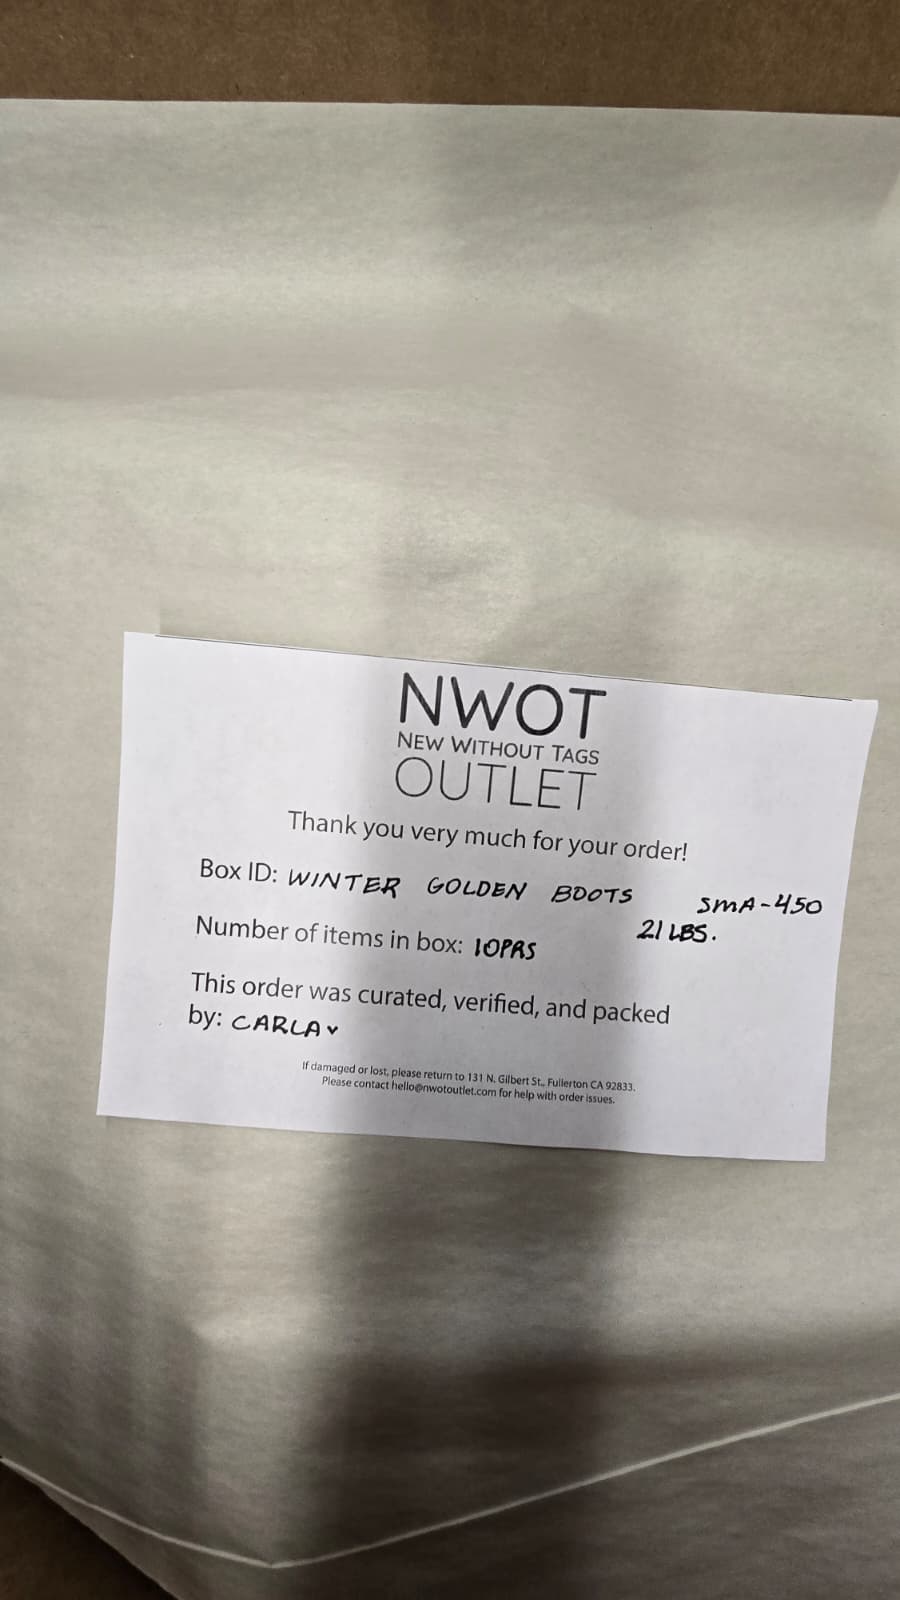 NWOT
NEW WITHOUT TAGS
OUTLET
Thank you very much for your order!
Box ID: WINTER GOLDEN BOOTS SMA-450
21 LBS.
Number of items in box: 10PRS
This order was curated, verified, and packed
by: CARLA ♥
If damaged or lost, please return to 131 N. Gilbert St., Fullerton CA 92833.
Please contact hello@nwotoutlet.com for help with order issues.